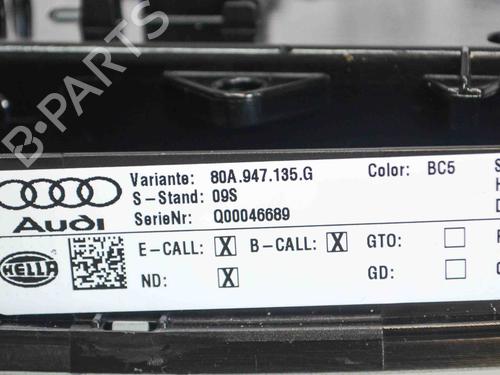 B-PARTS
Variante: 80A.947.135.G Color: BC5 S
S-Stand: 09S H
Audi SerieNr: Q00046689 D
E-CALL: X B-CALL: X GTO:
HELLA ND: X GD: